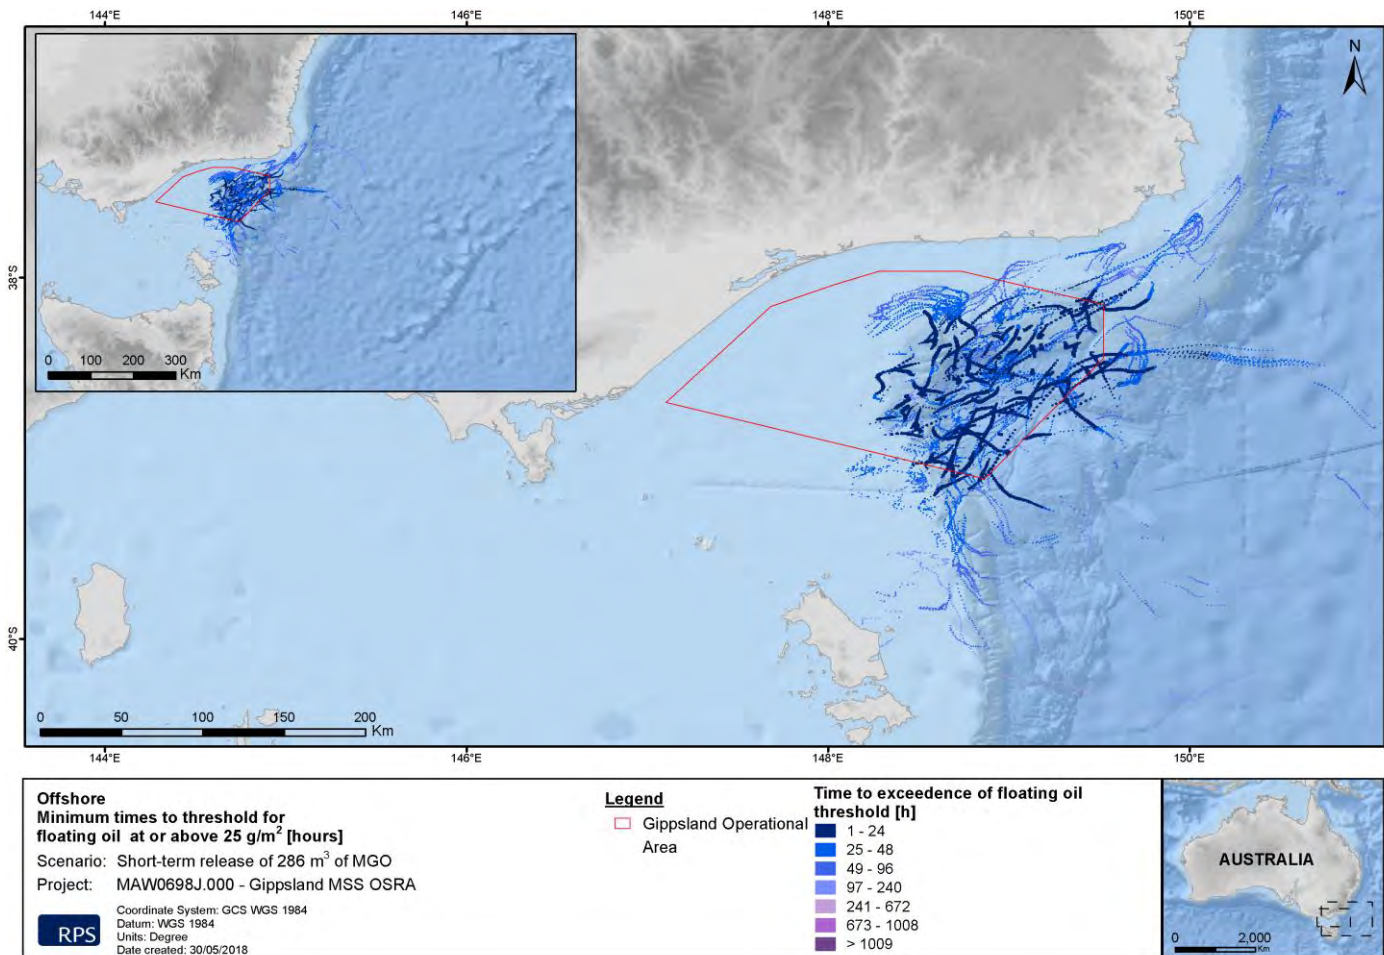 144°E 146°E 148°E 150°E
N
38°S
40°S
0 100 200 300
Km
0 50 100 150 200
Km
144°E 146°E 148°E 150°E
Offshore
Minimum times to threshold for
floating oil at or above 25 g/m² [hours]
Scenario: Short-term release of 286 m³ of MGO
Project: MAW0698J.000 - Gippsland MSS OSRA
RPS
Coordinate System: GCS WGS 1984
Datum: WGS 1984
Units: Degree
Date created: 30/05/2018
Legend
Gippsland Operational
Area
Time to exceedence of floating oil
threshold [h]
1 - 24
25 - 48
49 - 96
97 - 240
241 - 672
673 - 1008
> 1009
AUSTRALIA
0 2,000
Km